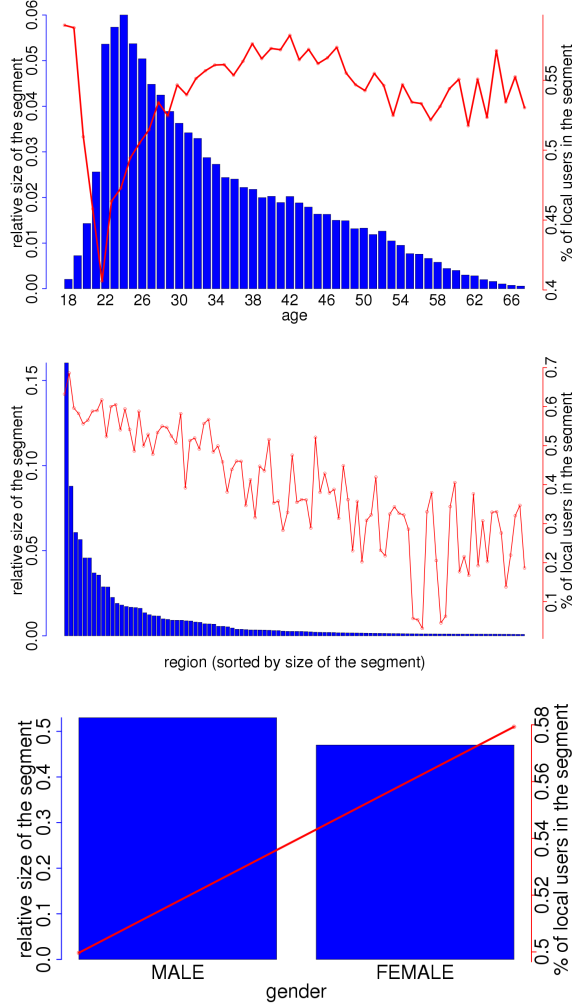 relative size of the segment
0.00 0.01 0.02 0.03 0.04 0.05 0.06
% of local users in the segment
0.4 0.45 0.5 0.55
18 22 26 30 34 38 42 46 50 54 58 62 66
age
relative size of the segment
0.00 0.05 0.10 0.15
% of local users in the segment
0.1 0.2 0.3 0.4 0.5 0.6 0.7
region (sorted by size of the segment)
relative size of the segment
0.0 0.1 0.2 0.3 0.4 0.5
% of local users in the segment
0.5 0.52 0.54 0.56 0.58
MALE FEMALE
gender